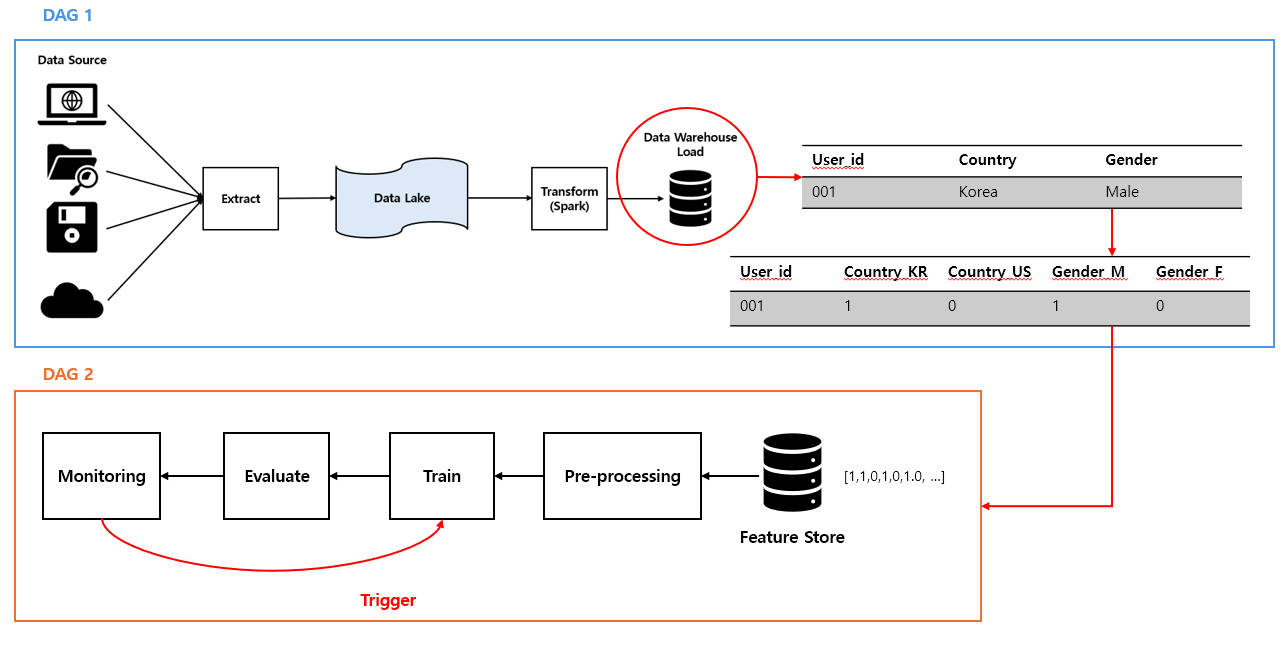 DAG 1
Data Source
Extract
Data Lake
Transform
(Spark)
Data Warehouse
Load
User_id Country Gender
001 Korea Male
User_id Country_KR Country_US Gender_M Gender_F
001 1 0 1 0
DAG 2
Monitoring
Evaluate
Train
Pre-processing
[1,1,0,1,0,1.0, ...]
Feature Store
Trigger